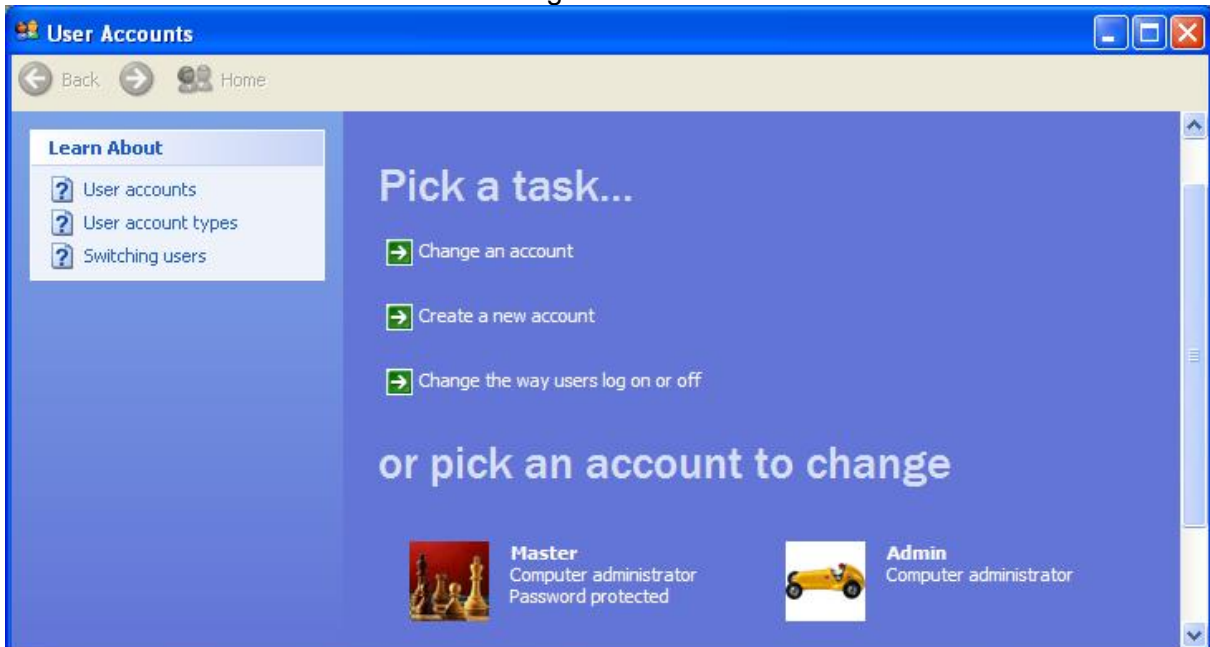 User Accounts
Back Home
Learn About
User accounts
User account types
Switching users
Pick a task...
Change an account
Create a new account
Change the way users log on or off
or pick an account to change
Master
Computer administrator
Password protected
Admin
Computer administrator